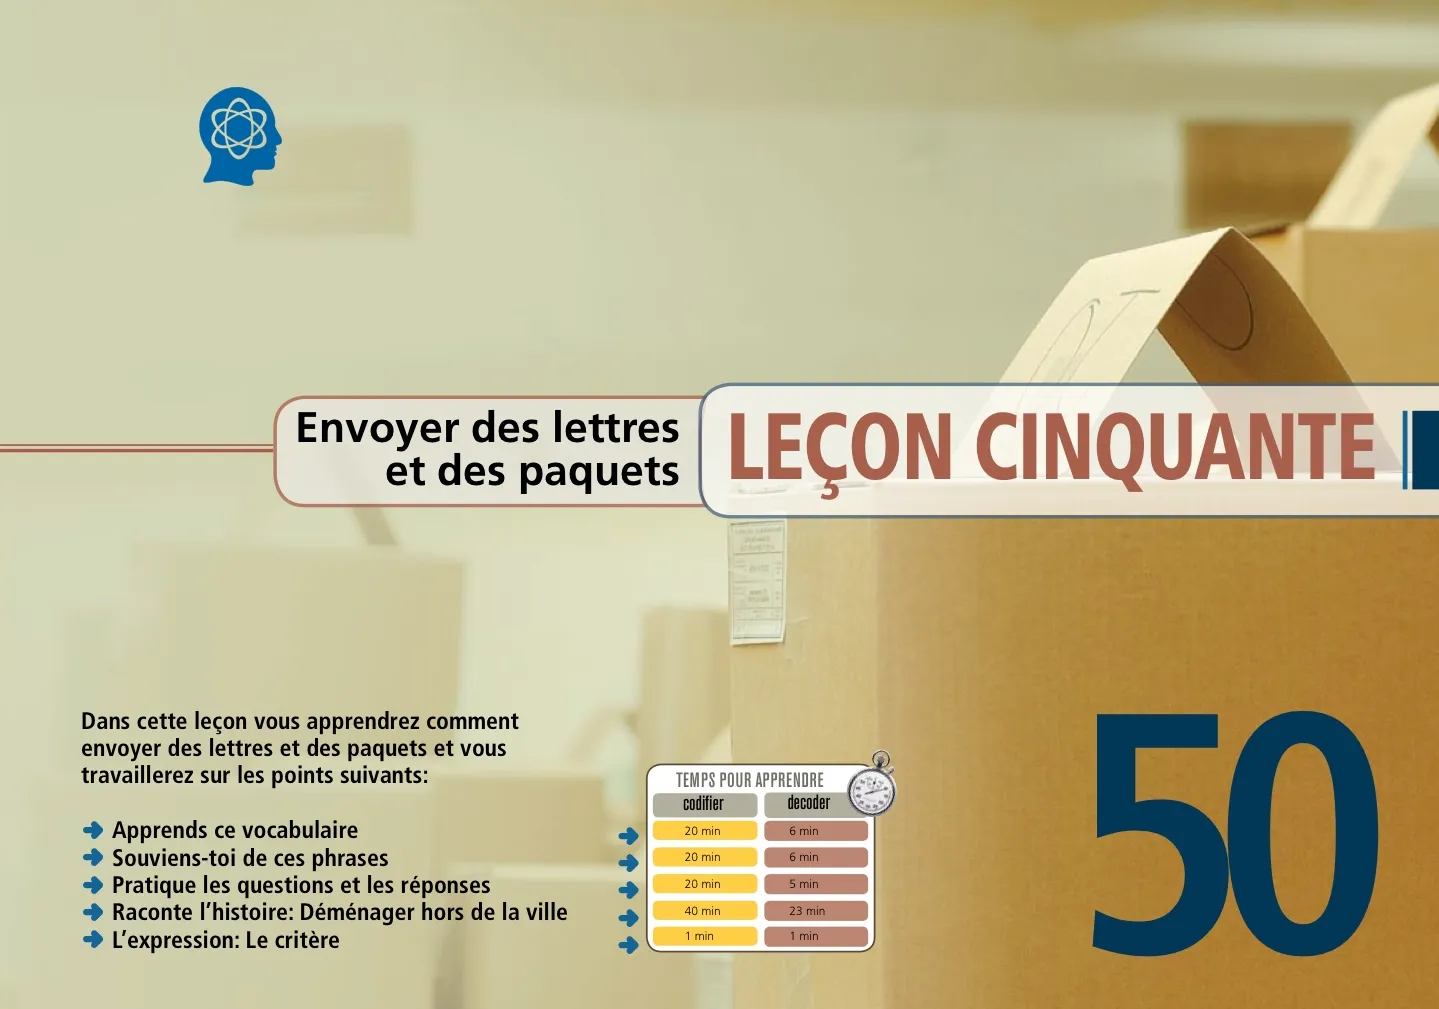 Envoyer des lettres
et des paquets
LEÇON CINQUANTE
Dans cette leçon vous apprendrez comment
envoyer des lettres et des paquets et vous
travaillerez sur les points suivants:
Apprends ce vocabulaire
Souviens-toi de ces phrases
Pratique les questions et les réponses
Raconte l’histoire: Déménager hors de la ville
L’expression: Le critère
TEMPS POUR APPRENDRE
codifier decoder
20 min 6 min
20 min 6 min
20 min 5 min
40 min 23 min
1 min 1 min
50